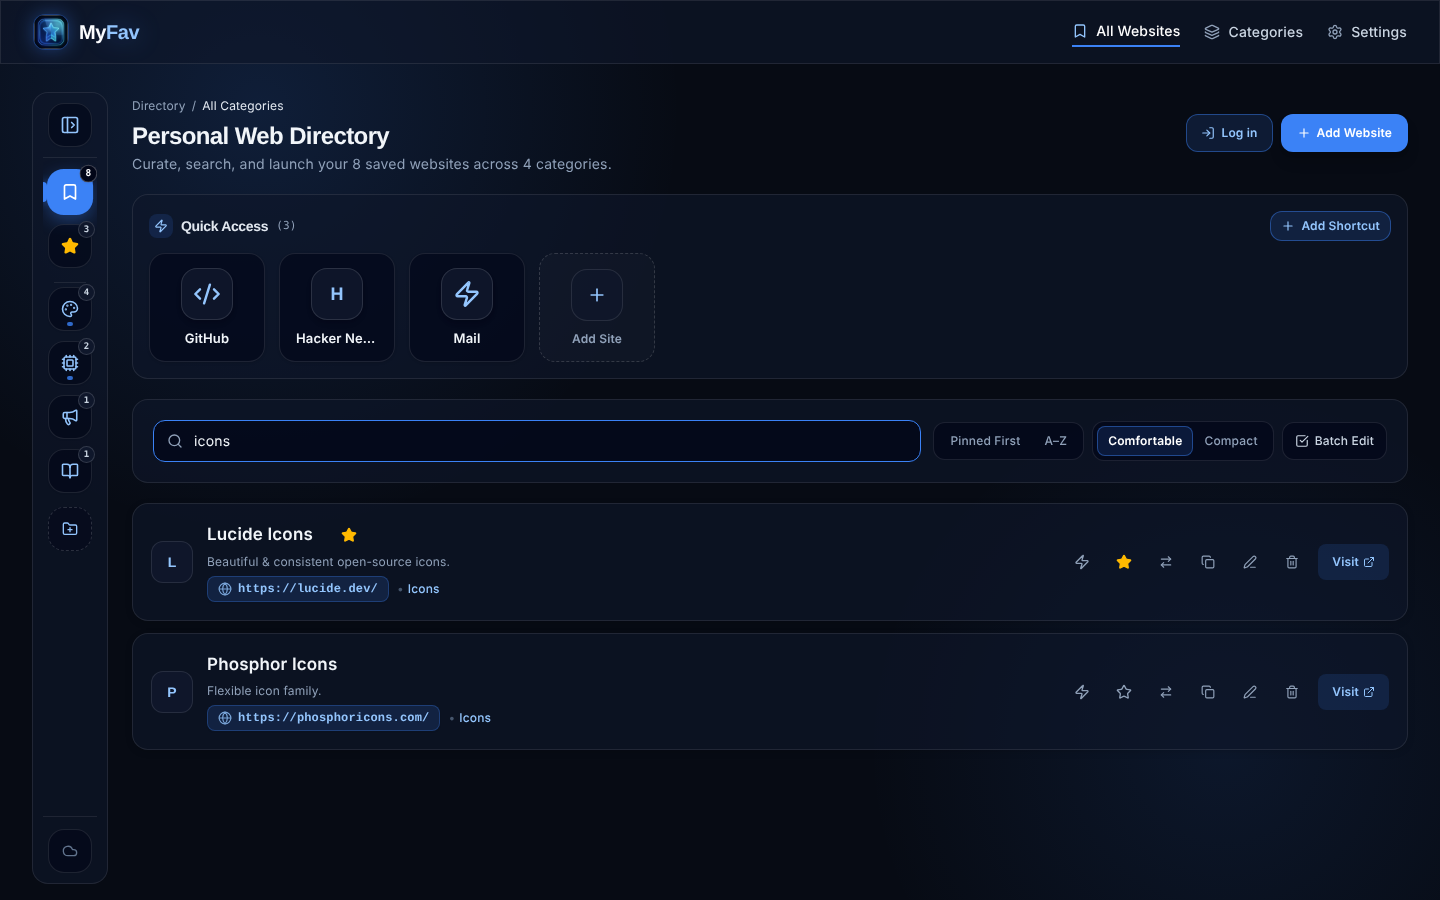 MyFav
All Websites
Categories
Settings
8
3
4
2
1
1
Directory / All Categories
Personal Web Directory
Curate, search, and launch your 8 saved websites across 4 categories.
Log in
Add Website
Quick Access (3)
Add Shortcut
GitHub
H
Hacker Ne...
Mail
Add Site
icons
Pinned First
A–Z
Comfortable
Compact
Batch Edit
L
Lucide Icons
Beautiful & consistent open-source icons.
https://lucide.dev/ • Icons
Visit
P
Phosphor Icons
Flexible icon family.
https://phosphoricons.com/ • Icons
Visit